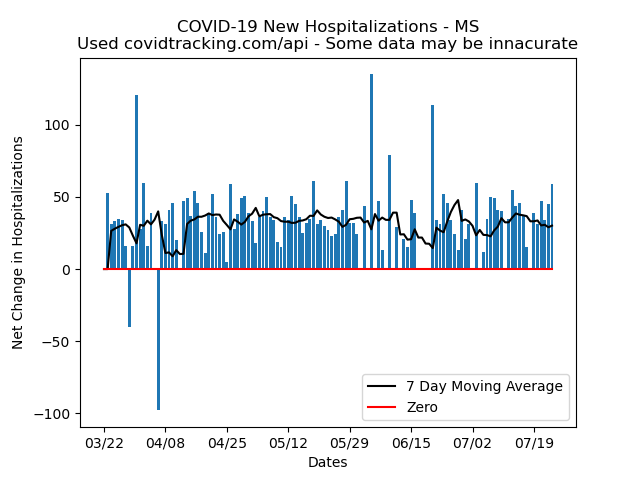 COVID-19 New Hospitalizations - MS
Used covidtracking.com/api - Some data may be innacurate
Net Change in Hospitalizations
100
50
0
−50
−100
7 Day Moving Average
Zero
03/22 04/08 04/25 05/12 05/29 06/15 07/02 07/19
Dates